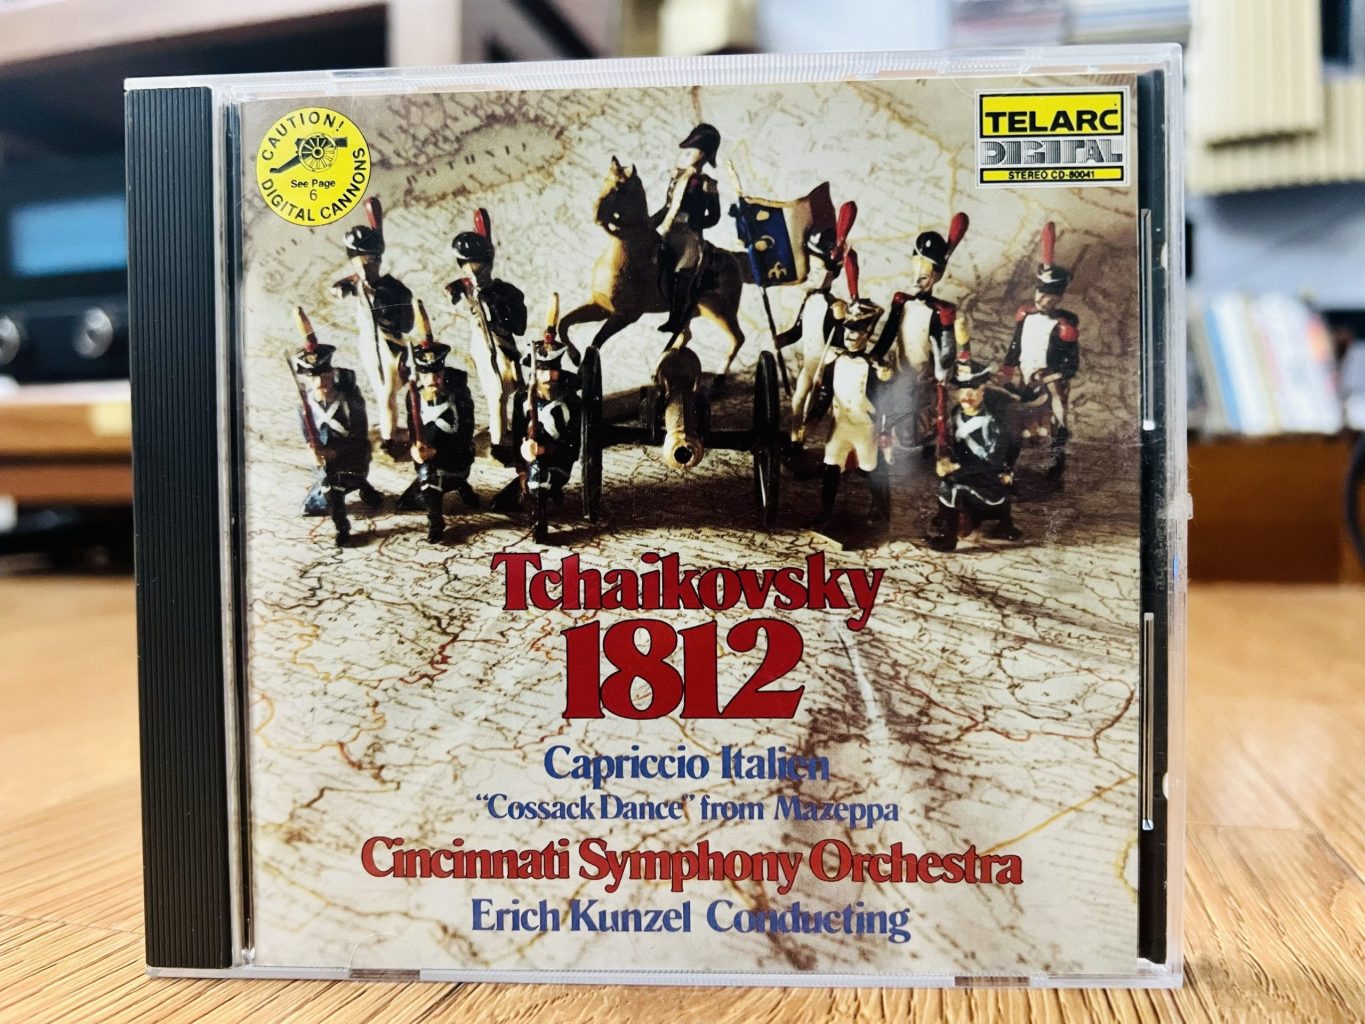 CAUTION!
See Page
6
DIGITAL CANNONS
TELARC
DIGITAL
STEREO CD-80041
Tchaikovsky
1812
Capriccio Italien
“Cossack Dance” from Mazeppa
Cincinnati Symphony Orchestra
Erich Kunzel Conducting